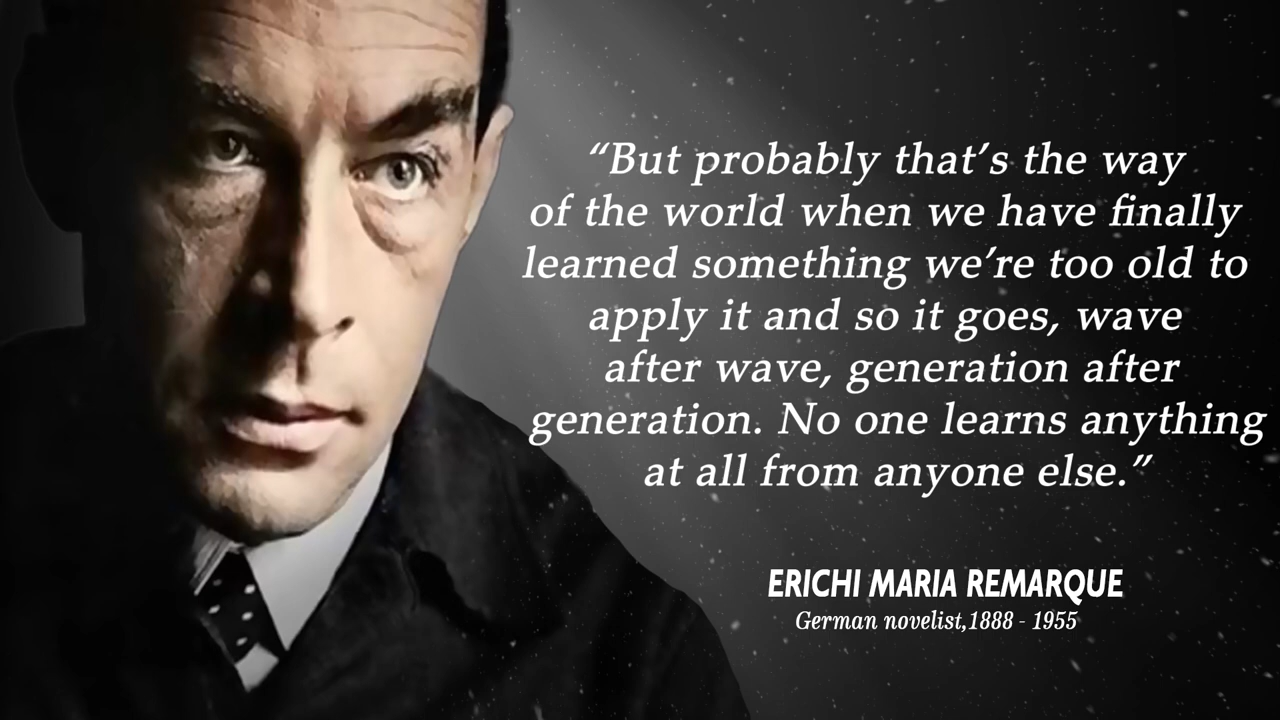 “But probably that’s the way
of the world when we have finally
learned something we’re too old to
apply it and so it goes, wave
after wave, generation after
generation. No one learns anything
at all from anyone else.”
ERICHI MARIA REMARQUE
German novelist,1888 - 1955